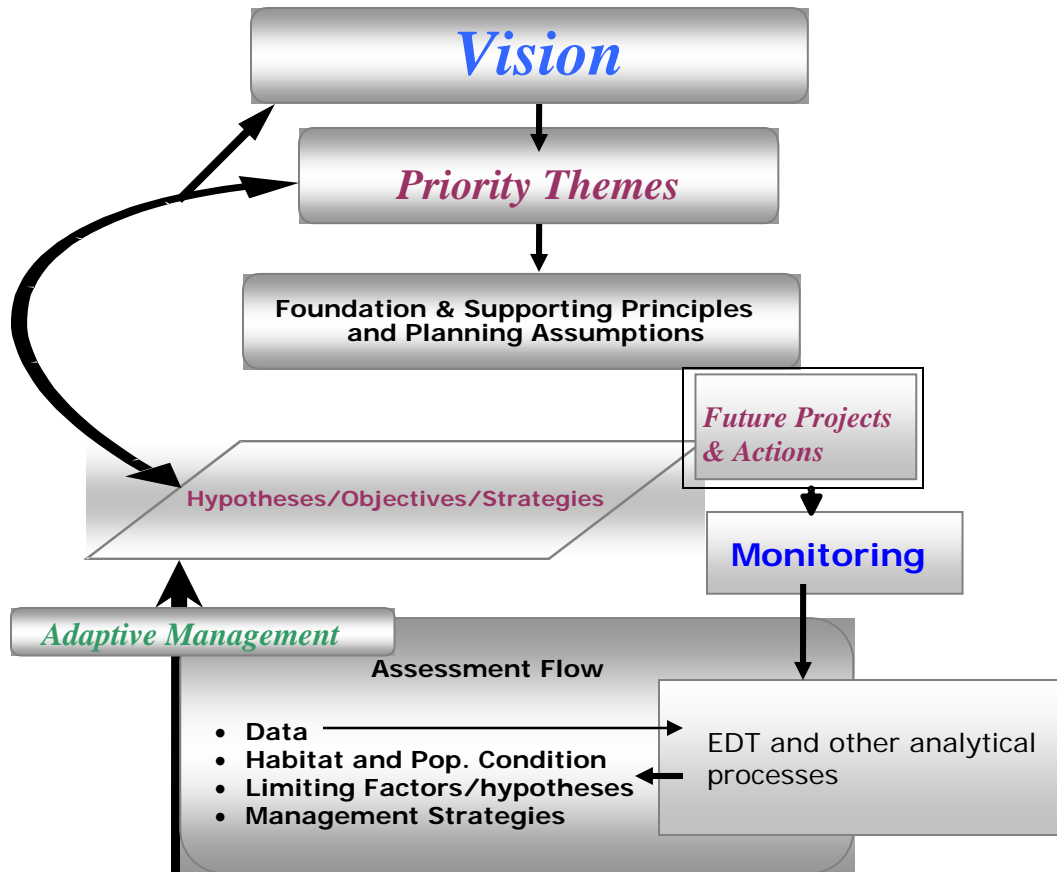 Vision
Priority Themes
Foundation & Supporting Principles
and Planning Assumptions
Future Projects
& Actions
Hypotheses/Objectives/Strategies
Monitoring
Adaptive Management
Assessment Flow
• Data
• Habitat and Pop. Condition
• Limiting Factors/hypotheses
• Management Strategies
EDT and other analytical
processes